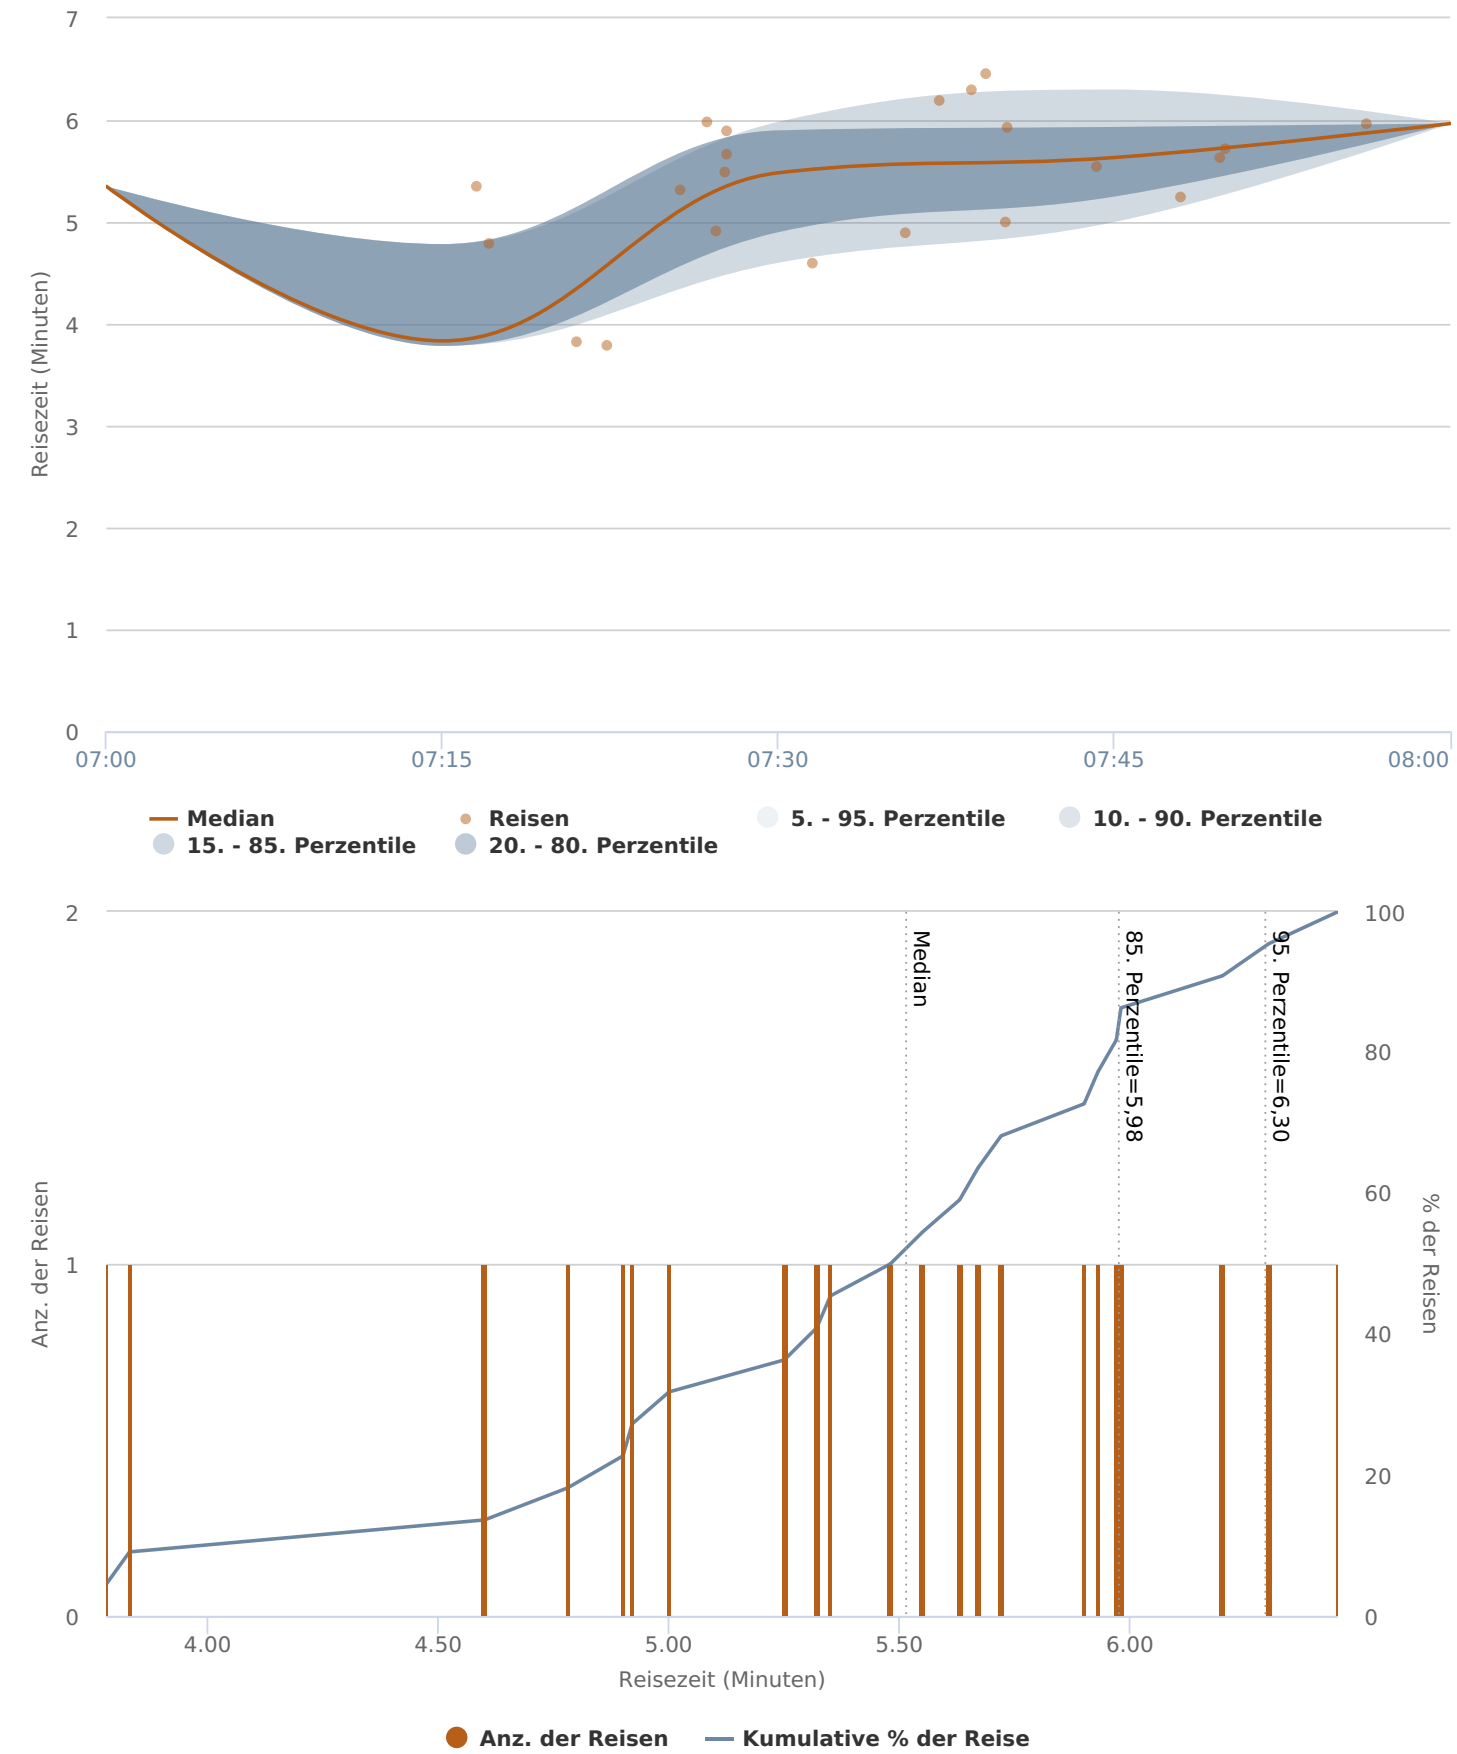 7
6
5
4
3
2
1
0
Reisezeit (Minuten)
07:00 07:15 07:30 07:45 08:00
Median Reisen 5. - 95. Perzentile 10. - 90. Perzentile
15. - 85. Perzentile 20. - 80. Perzentile
2
1
0
Anz. der Reisen
Median
85. Perzentile=5,98
95. Perzentile=6,30
100
80
60
40
20
0
% der Reisen
4.00 4.50 5.00 5.50 6.00
Reisezeit (Minuten)
Anz. der Reisen Kumulative % der Reise